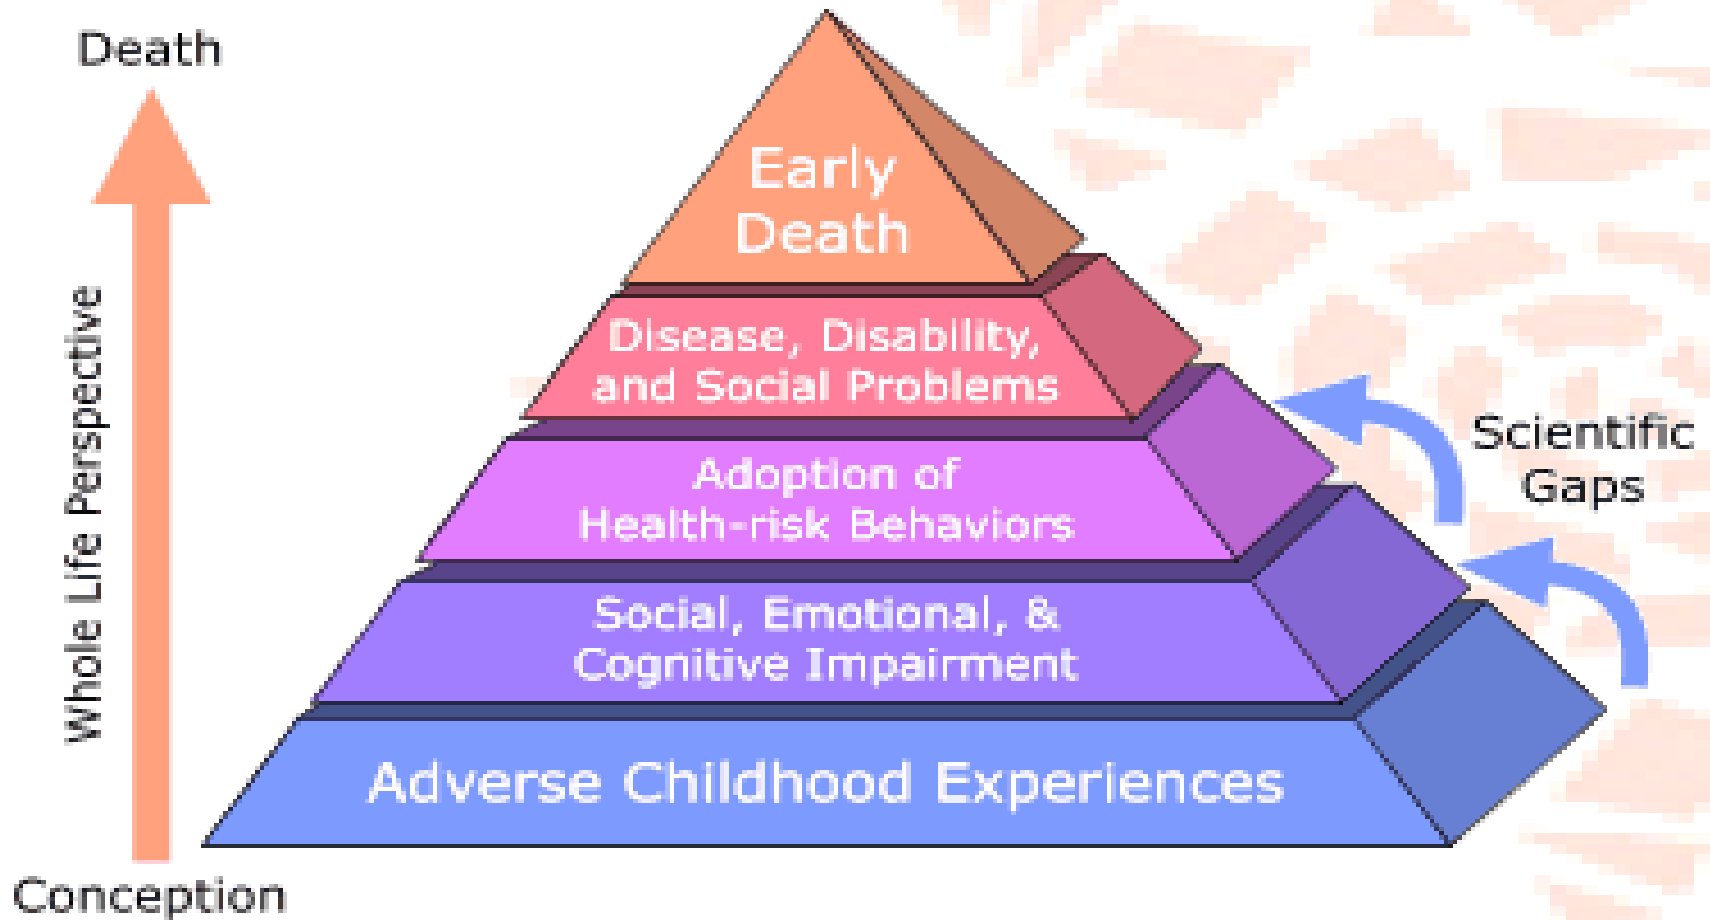 Death
Whole Life Perspective
Conception
Early
Death
Disease, Disability,
and Social Problems
Adoption of
Health-risk Behaviors
Social, Emotional, &
Cognitive Impairment
Adverse Childhood Experiences
Scientific
Gaps